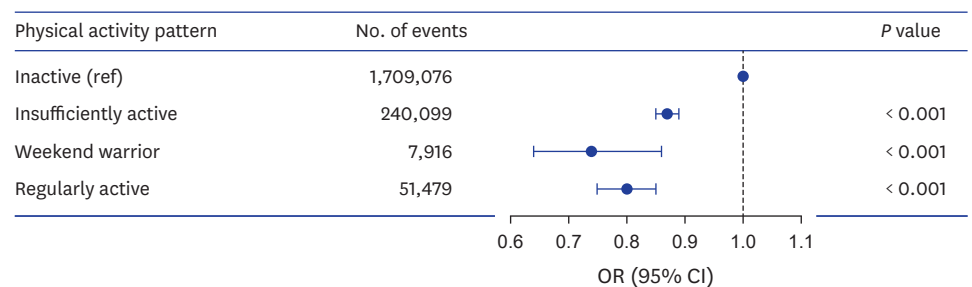 Physical activity pattern No. of events P value
Inactive (ref) 1,709,076
Insufficiently active 240,099 < 0.001
Weekend warrior 7,916 < 0.001
Regularly active 51,479 < 0.001
0.6 0.7 0.8 0.9 1.0 1.1
OR (95% CI)